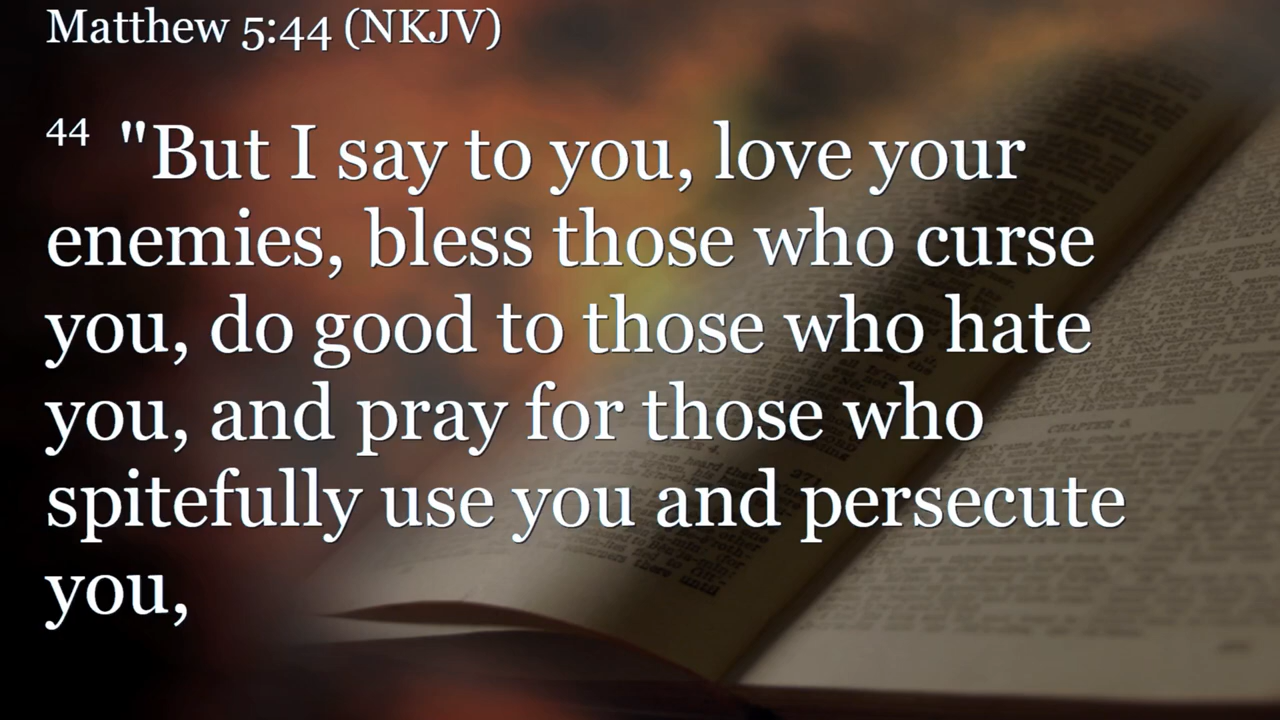 Matthew 5:44 (NKJV)
44 "But I say to you, love your
enemies, bless those who curse
you, do good to those who hate
you, and pray for those who
spitefully use you and persecute
you,